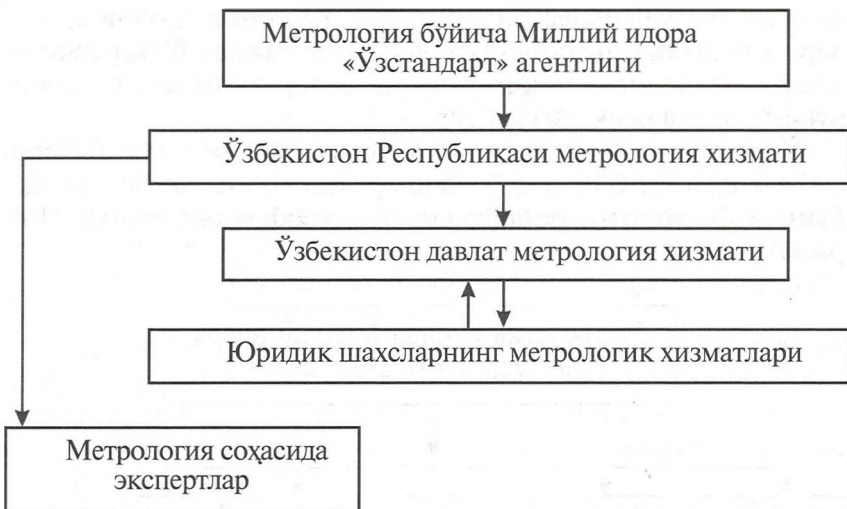 Метрология бўйича Миллий идора
«Ўзстандарт» агентлиги
Ўзбекистон Республикаси метрология хизмати
Ўзбекистон давлат метрология хизмати
Юридик шахсларнинг метрологик хизматлари
Метрология соҳасида
экспертлар